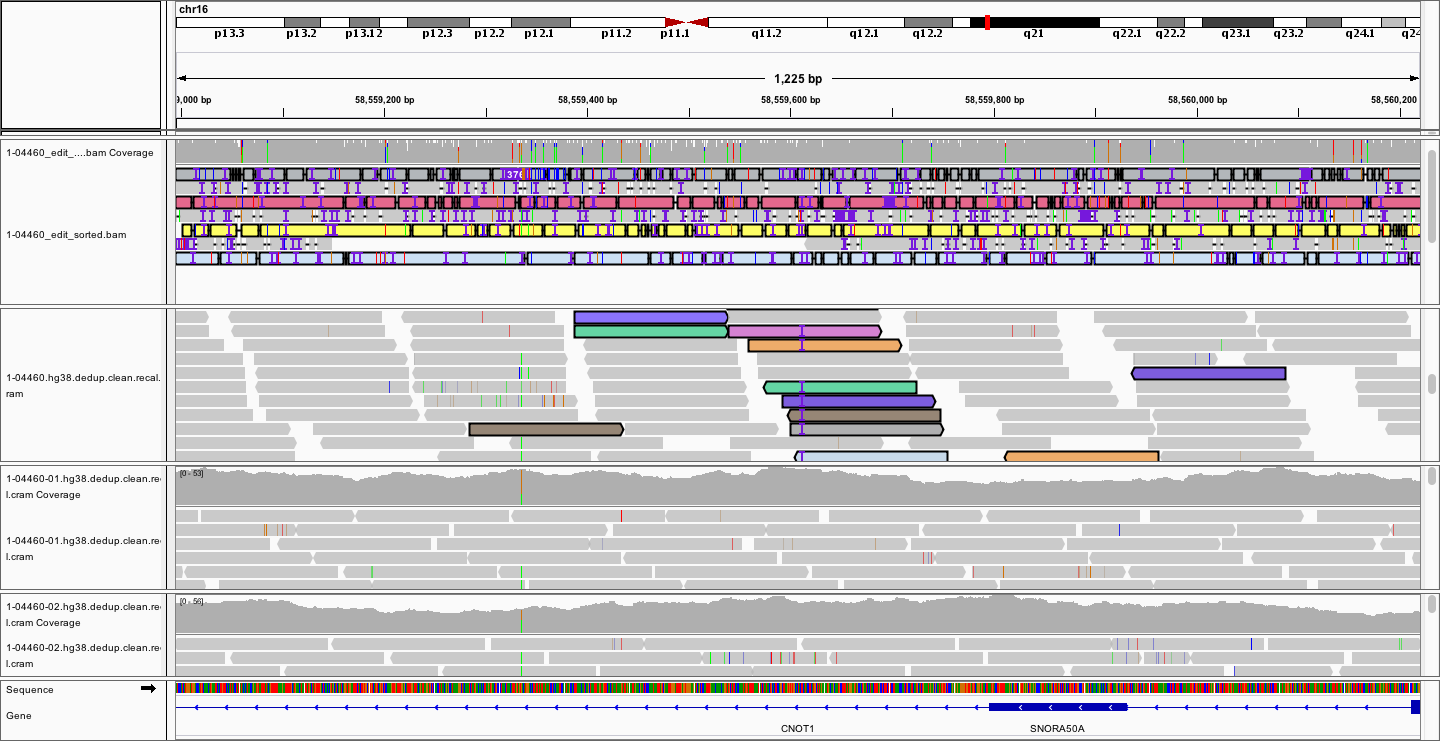 chr16
p13.3 p13.2 p13.12 p12.3 p12.2 p12.1 p11.2 p11.1 q11.2 q12.1 q12.2 q21 q22.1 q22.2 q23.1 q23.2 q24.1 q24
1,225 bp
9,000 bp 58,559,200 bp 58,559,400 bp 58,559,600 bp 58,559,800 bp 58,560,000 bp 58,560,200
1-04460_edit_....bam Coverage
376
1-04460_edit_sorted.bam
1-04460.hg38.dedup.clean.recal.
ram
[0 - 53]
1-04460-01.hg38.dedup.clean.re
l.cram Coverage
1-04460-01.hg38.dedup.clean.re
l.cram
[0 - 56]
1-04460-02.hg38.dedup.clean.re
l.cram Coverage
1-04460-02.hg38.dedup.clean.re
l.cram
Sequence
Gene
CNOT1 SNORA50A